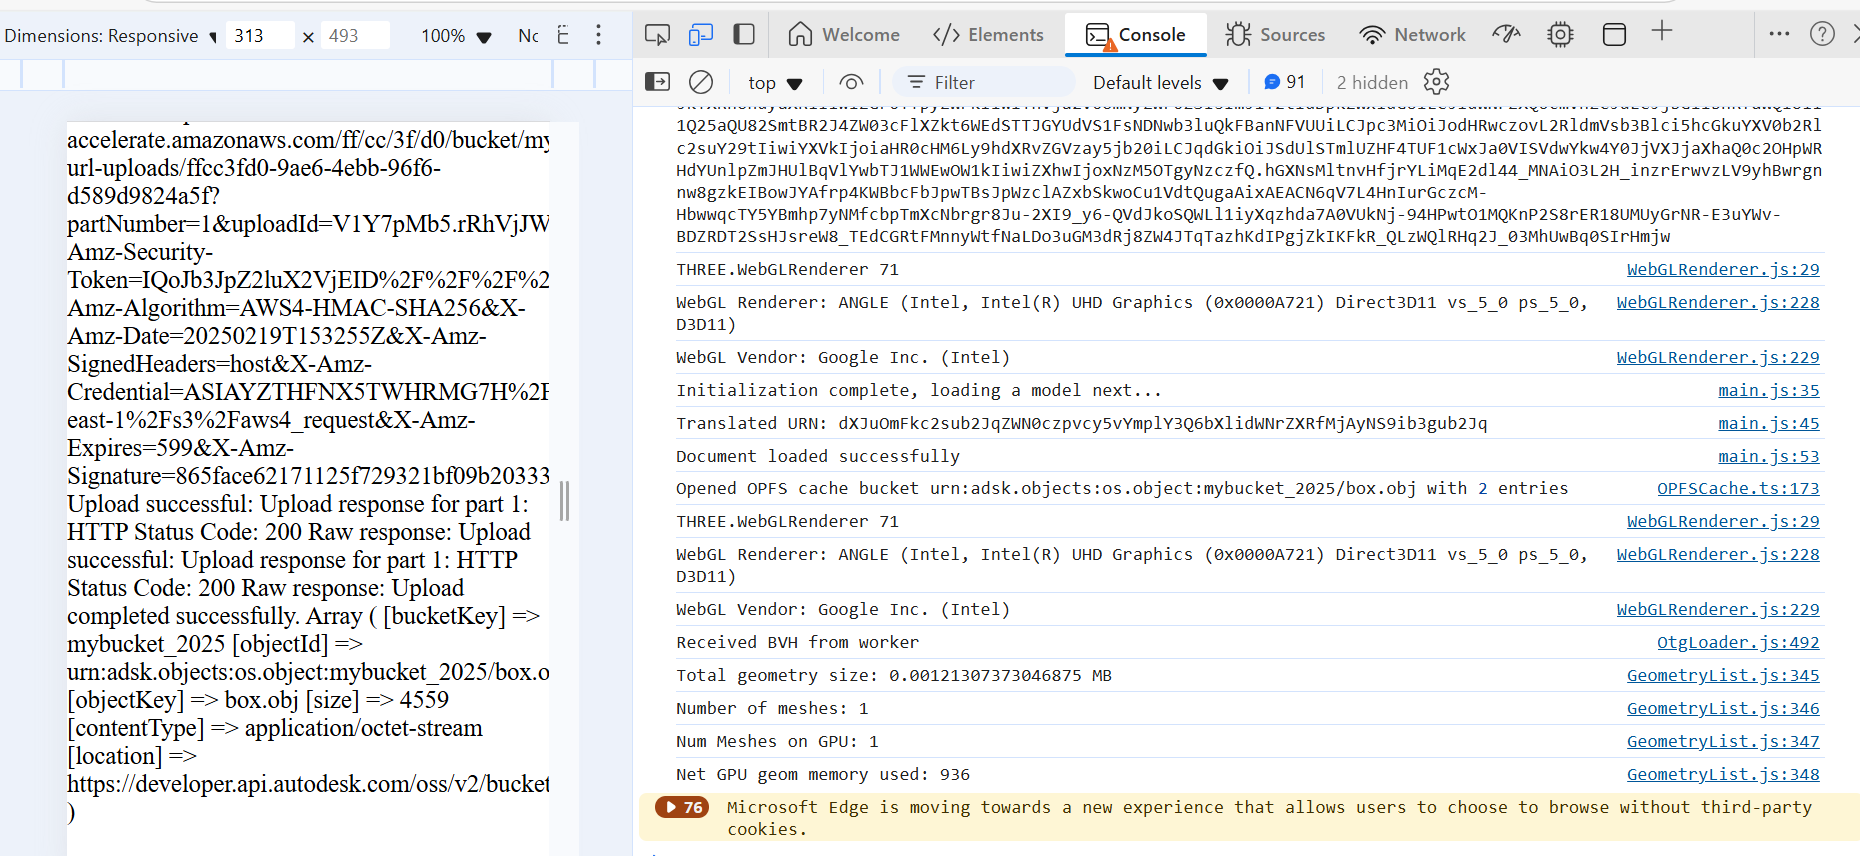 Dimensions: Responsive 313 × 493 100% No
Welcome Elements Console Sources Network
top Filter Default levels 91 2 hidden
accelerate.amazonaws.com/ff/cc/3f/d0/bucket/my
url-uploads/ffcc3fd0-9ae6-4ebb-96f6-
d589d9824a5f?
partNumber=1&uploadId=V1Y7pMb5.rRhVjJW
Amz-Security-
Token=IQoJb3JpZ2luX2VjEID%2F%2F%2F%2
Amz-Algorithm=AWS4-HMAC-SHA256&X-
Amz-Date=20250219T153255Z&X-Amz-
SignedHeaders=host&X-Amz-
Credential=ASIAYZTHFNX5TWHRMG7H%2F
east-1%2Fs3%2Faws4_request&X-Amz-
Expires=599&X-Amz-
Signature=865face62171125f729321bf09b20333
Upload successful: Upload response for part 1:
HTTP Status Code: 200 Raw response: Upload
successful: Upload response for part 1: HTTP
Status Code: 200 Raw response: Upload
completed successfully. Array ( [bucketKey] =>
mybucket_2025 [objectId] =>
urn:adsk.objects:os.object:mybucket_2025/box.o
[objectKey] => box.obj [size] => 4559
[contentType] => application/octet-stream
[location] =>
https://developer.api.autodesk.com/oss/v2/bucket
)
THREE.WebGLRenderer 71 WebGLRenderer.js:29
WebGL Renderer: ANGLE (Intel, Intel(R) UHD Graphics (0x0000A721) Direct3D11 vs_5_0 ps_5_0, WebGLRenderer.js:228
D3D11)
WebGL Vendor: Google Inc. (Intel) WebGLRenderer.js:229
Initialization complete, loading a model next... main.js:35
Translated URN: dXJuOmFkc2sub2JqZWN0czpvcy5vYmplY3Q6bXlidWNrZXRfMjAyNS9ib3gub2Jq main.js:45
Document loaded successfully main.js:53
Opened OPFS cache bucket urn:adsk.objects:os.object:mybucket_2025/box.obj with 2 entries OPFSCache.ts:173
THREE.WebGLRenderer 71 WebGLRenderer.js:29
WebGL Renderer: ANGLE (Intel, Intel(R) UHD Graphics (0x0000A721) Direct3D11 vs_5_0 ps_5_0, WebGLRenderer.js:228
D3D11)
WebGL Vendor: Google Inc. (Intel) WebGLRenderer.js:229
Received BVH from worker OtgLoader.js:492
Total geometry size: 0.00121307373046875 MB GeometryList.js:345
Number of meshes: 1 GeometryList.js:346
Num Meshes on GPU: 1 GeometryList.js:347
Net GPU geom memory used: 936 GeometryList.js:348
76 Microsoft Edge is moving towards a new experience that allows users to choose to browse without third-party
cookies.